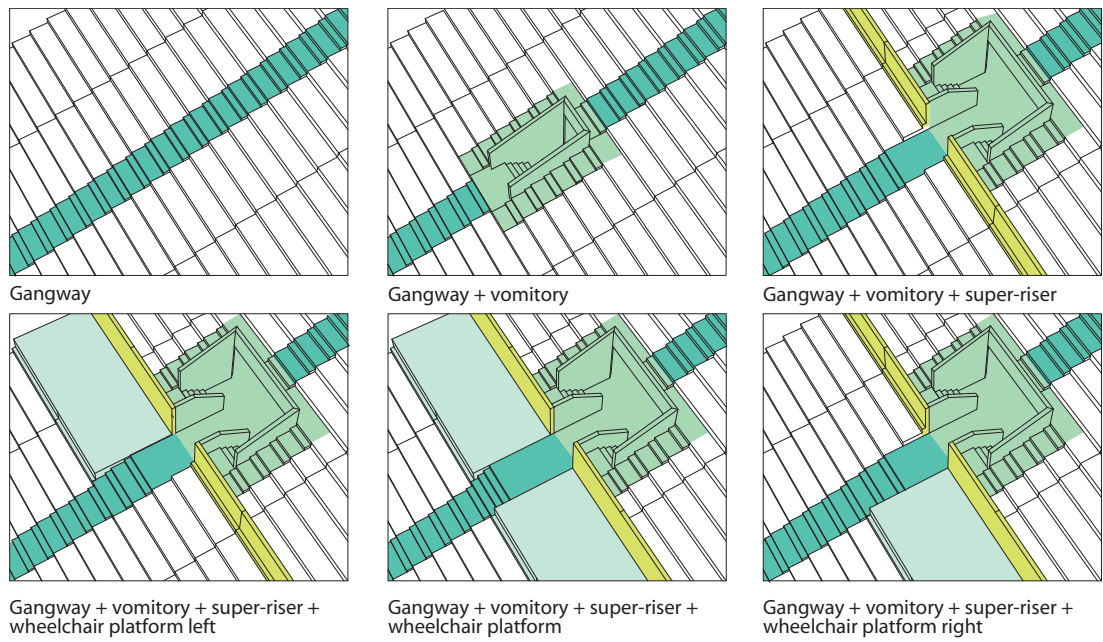 Gangway
Gangway + vomitory
Gangway + vomitory + super-riser
Gangway + vomitory + super-riser +
wheelchair platform left
Gangway + vomitory + super-riser +
wheelchair platform
Gangway + vomitory + super-riser +
wheelchair platform right